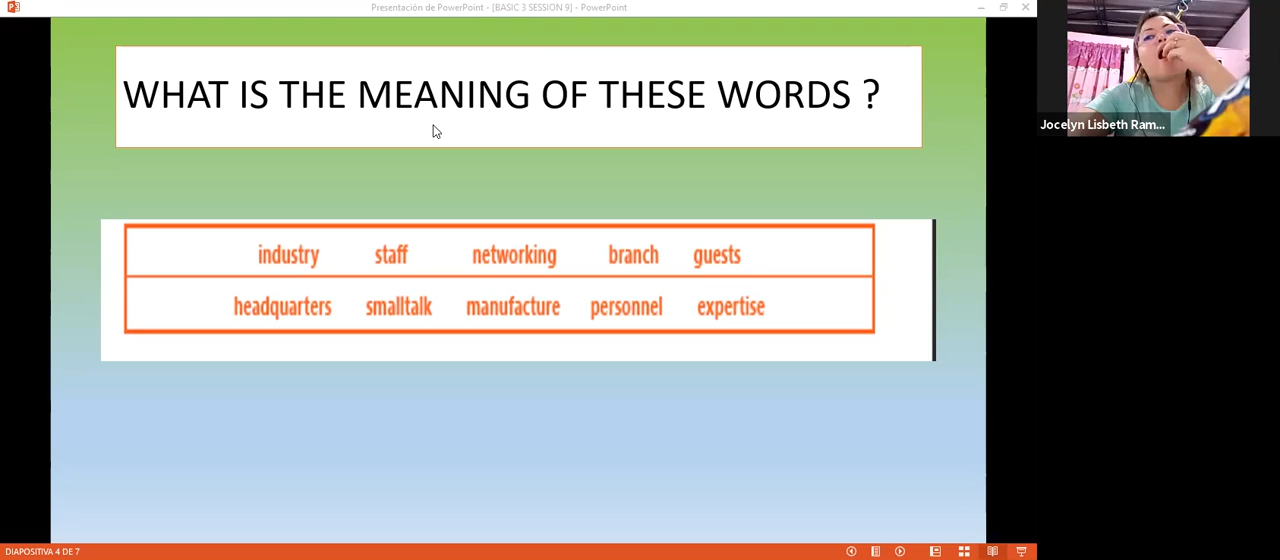 Presentación de PowerPoint - [BASIC 3 SESSION 9] - PowerPoint
WHAT IS THE MEANING OF THESE WORDS ?
Jocelyn Lisbeth Ram...
industry staff networking branch guests
headquarters smalltalk manufacture personnel expertise
DIAPOSITIVA 4 DE 7